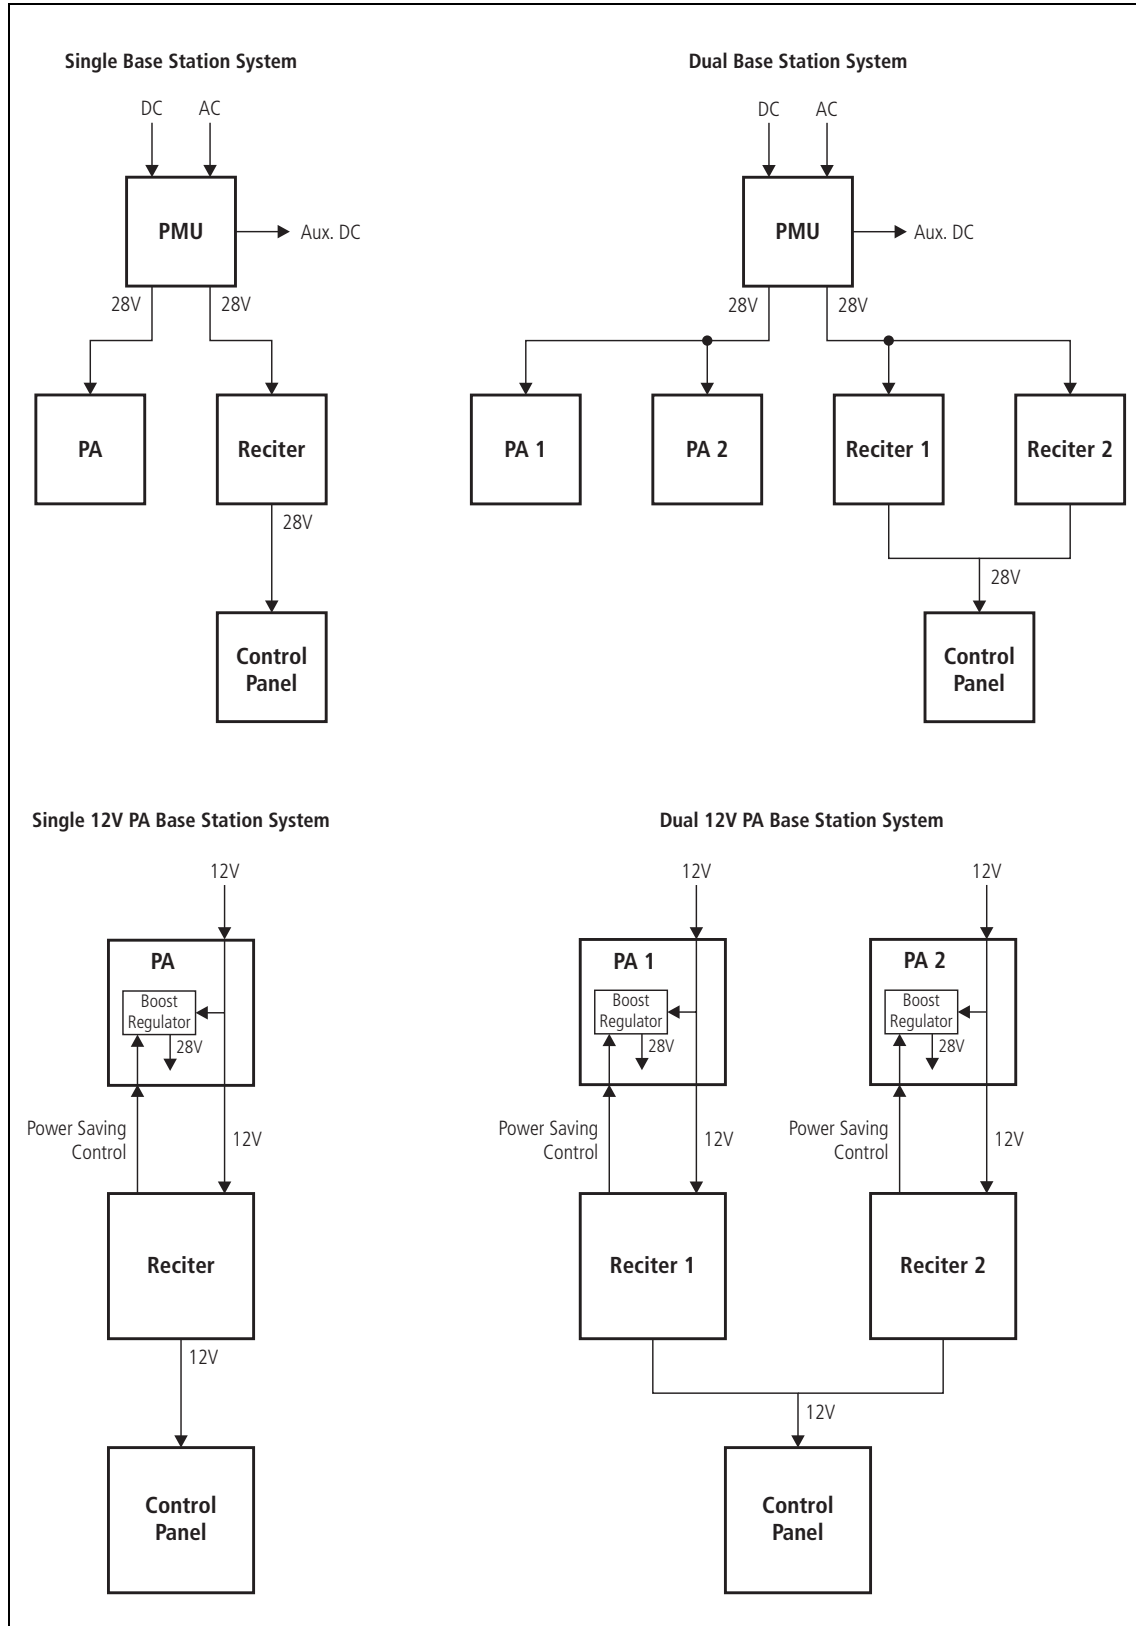 Single Base Station System
DC
AC
PMU
Aux. DC
28V
28V
PA
Reciter
28V
Control
Panel
Dual Base Station System
DC
AC
PMU
Aux. DC
28V
28V
PA 1
PA 2
Reciter 1
Reciter 2
28V
Control
Panel
Single 12V PA Base Station System
12V
PA
Boost
Regulator
28V
Power Saving
Control
12V
Reciter
12V
Control
Panel
Dual 12V PA Base Station System
12V
12V
PA 1
Boost
Regulator
28V
PA 2
Boost
Regulator
28V
Power Saving
Control
12V
Power Saving
Control
12V
Reciter 1
Reciter 2
12V
Control
Panel